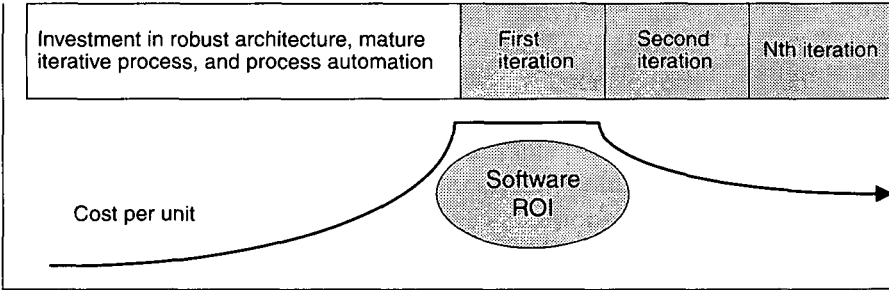 Investment in robust architecture, mature
iterative process, and process automation
First
iteration
Second
iteration
Nth iteration
Software
ROI
Cost per unit